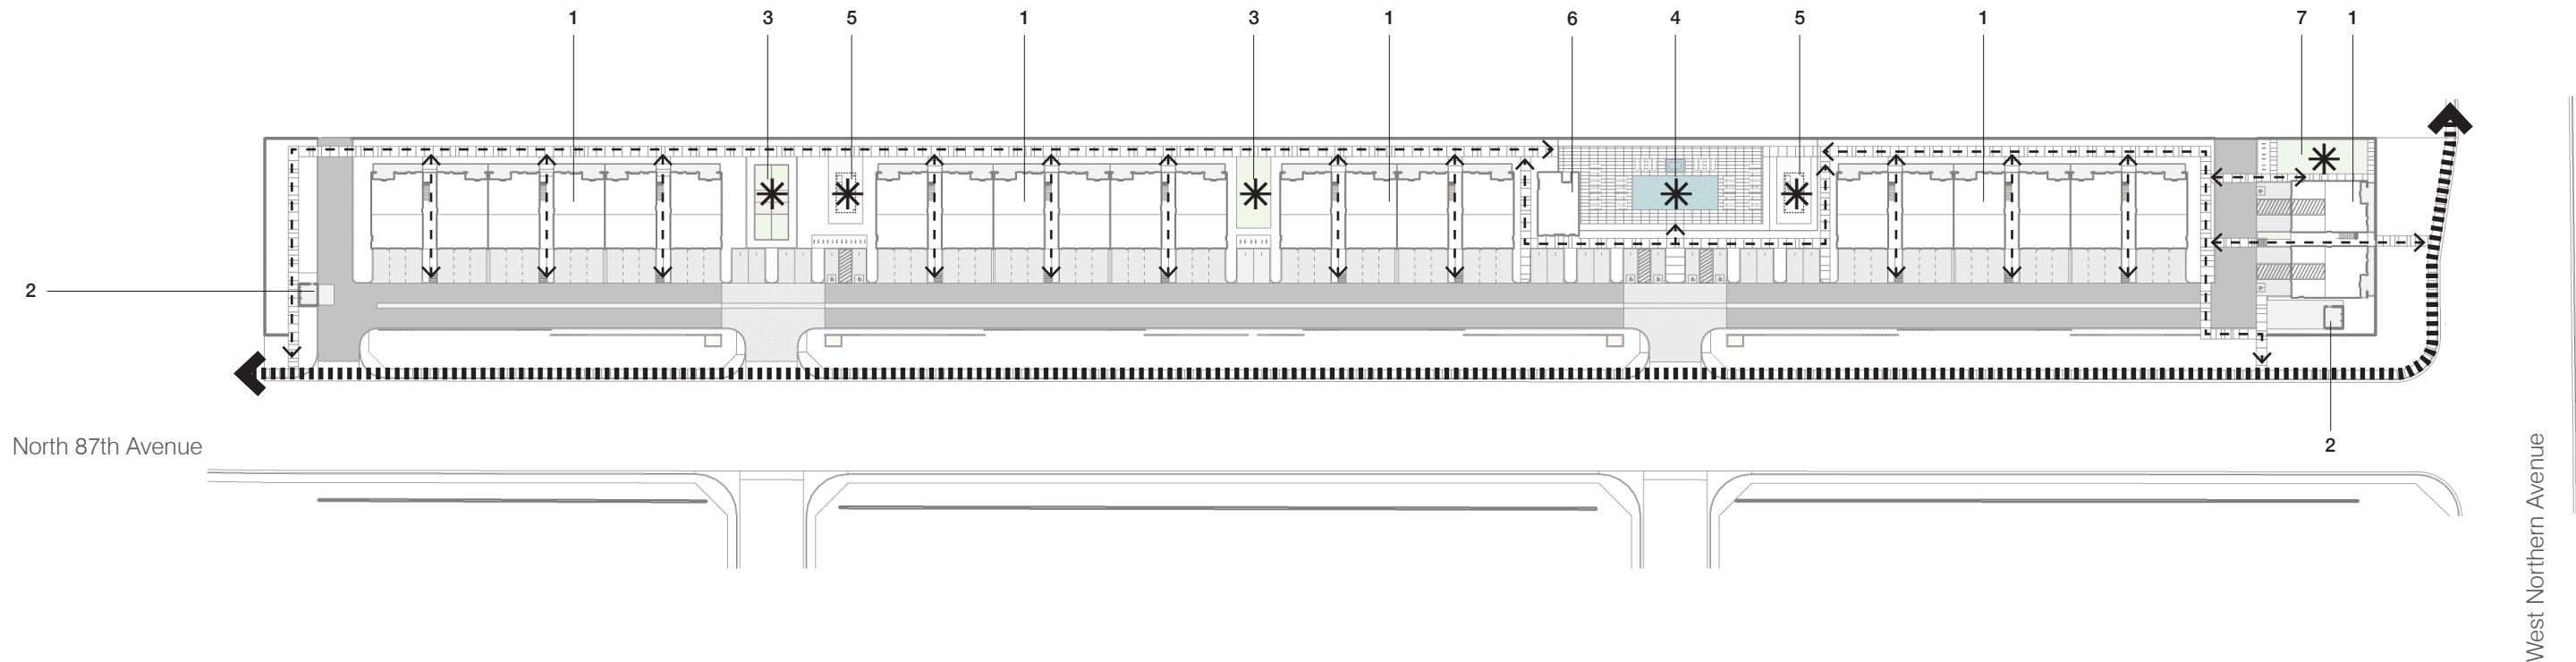 1 3 5 1 3 1 6 4 5 1 7 1
2
North 87th Avenue
2
West Northern Avenue